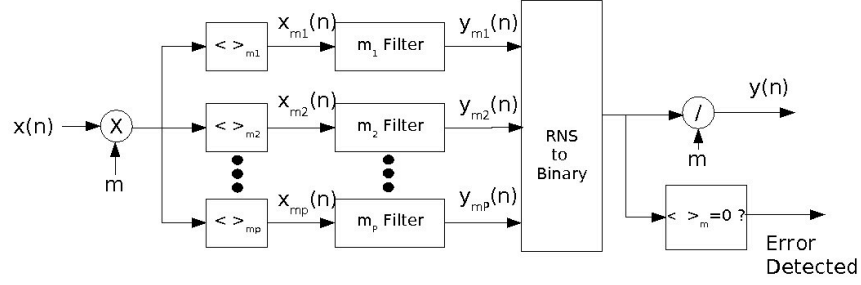 x(n)
X
m
< >m1
xm1(n)
m1 Filter
ym1(n)
< >m2
xm2(n)
m2 Filter
ym2(n)
< >mp
xmp(n)
mp Filter
ymP(n)
RNS
to
Binary
/
m
y(n)
< >m=0 ?
Error
Detected